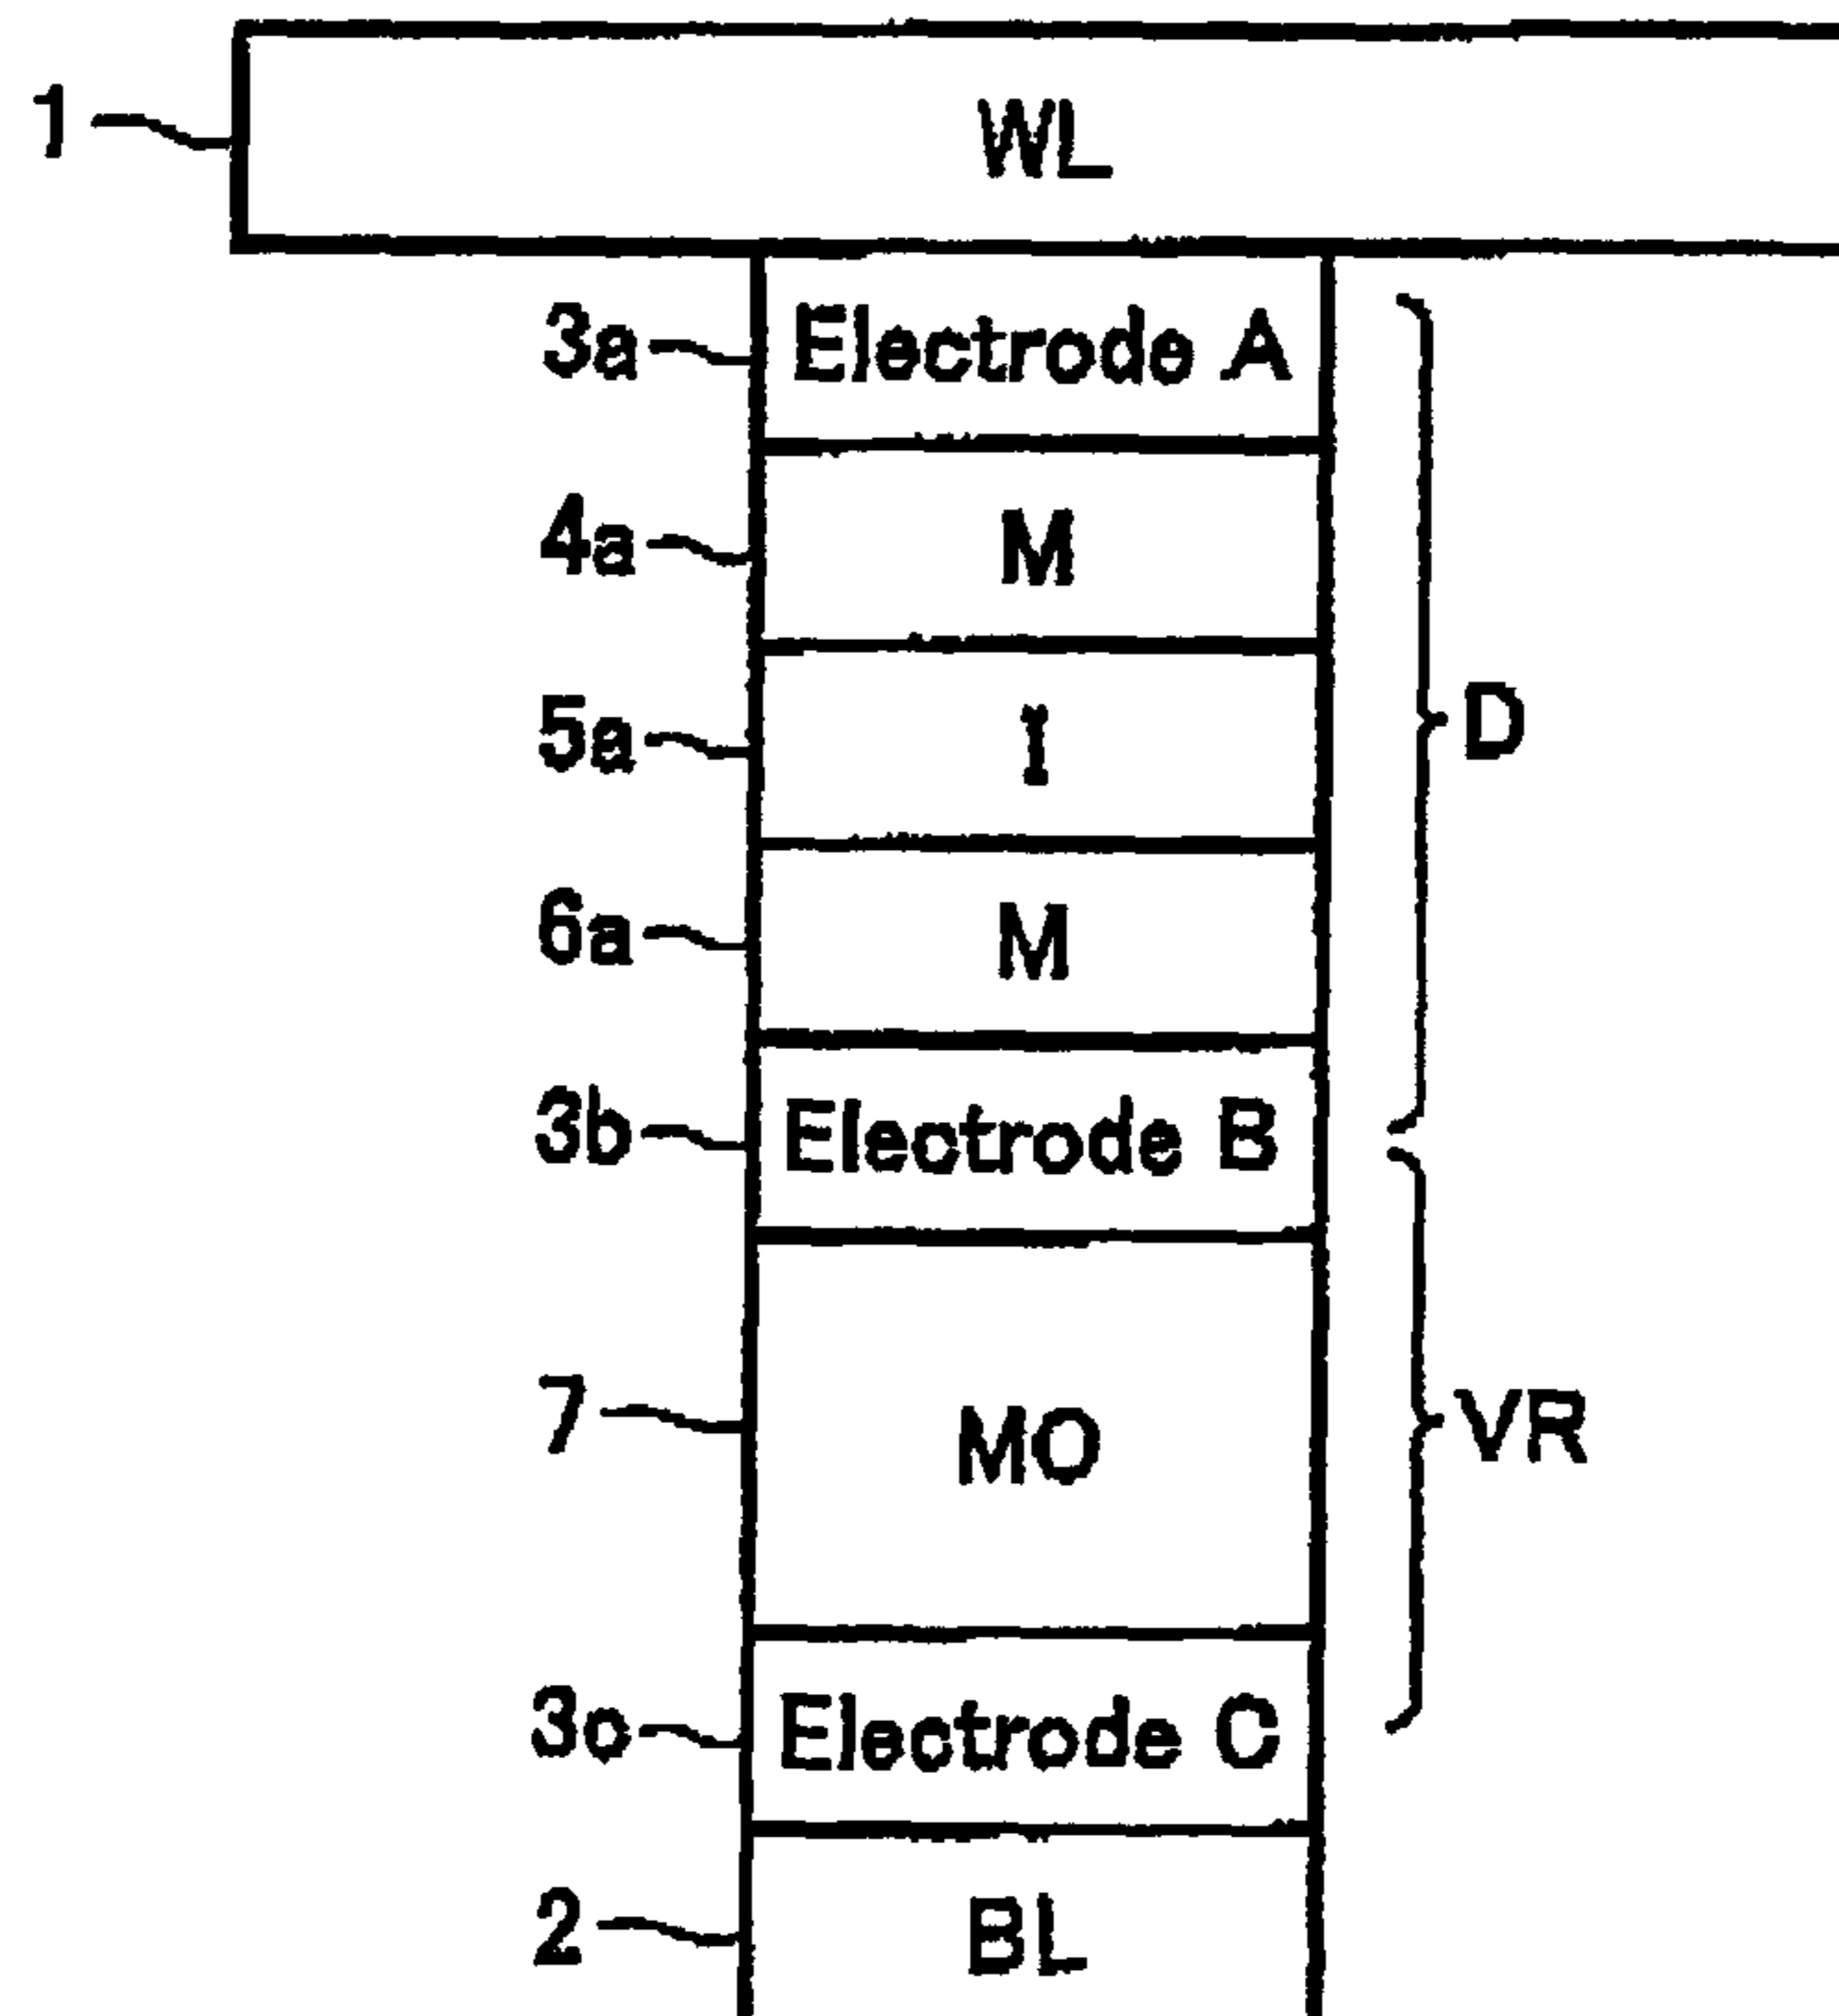 1 WL
3a Electrode A
4a M
5a I
D
6a M
3b Electrode B
7 MO
VR
3c Electrode C
2 BL